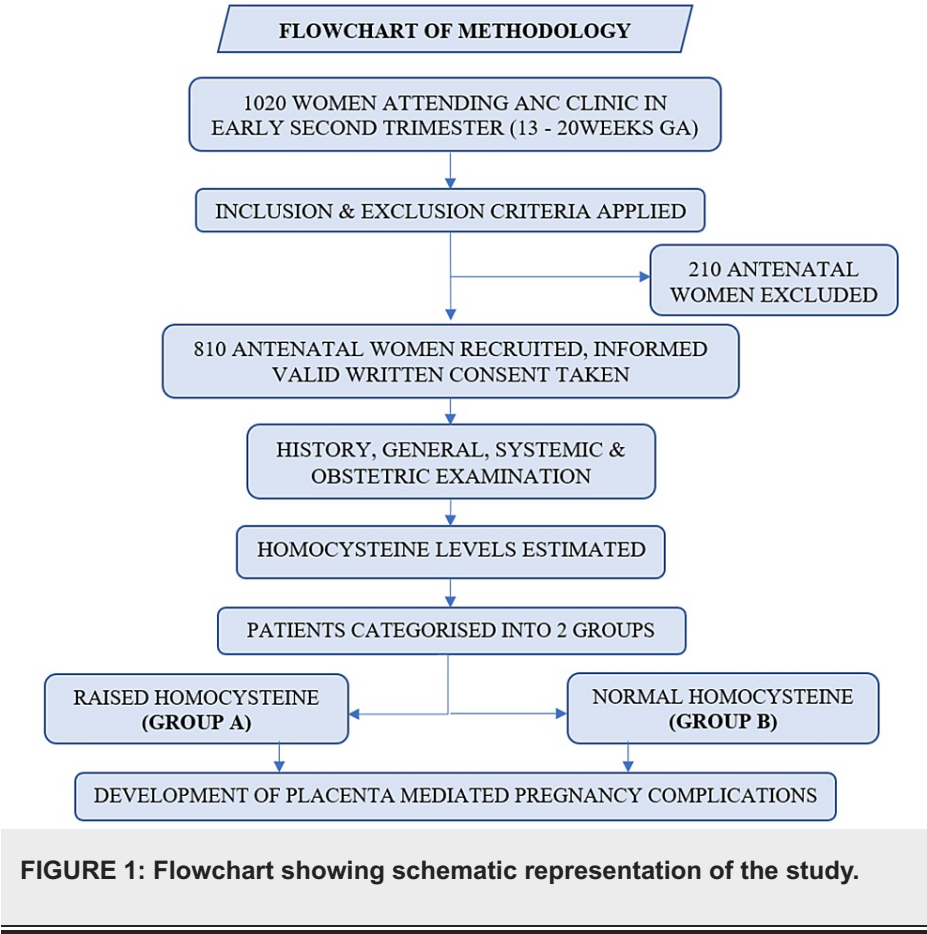 FLOWCHART OF METHODOLOGY
1020 WOMEN ATTENDING ANC CLINIC IN
EARLY SECOND TRIMESTER (13 - 20WEEKS GA)
INCLUSION & EXCLUSION CRITERIA APPLIED
210 ANTENATAL
WOMEN EXCLUDED
810 ANTENATAL WOMEN RECRUITED, INFORMED
VALID WRITTEN CONSENT TAKEN
HISTORY, GENERAL, SYSTEMIC &
OBSTETRIC EXAMINATION
HOMOCYSTEINE LEVELS ESTIMATED
PATIENTS CATEGORISED INTO 2 GROUPS
RAISED HOMOCYSTEINE
(GROUP A)
NORMAL HOMOCYSTEINE
(GROUP B)
DEVELOPMENT OF PLACENTA MEDIATED PREGNANCY COMPLICATIONS
FIGURE 1: Flowchart showing schematic representation of the study.